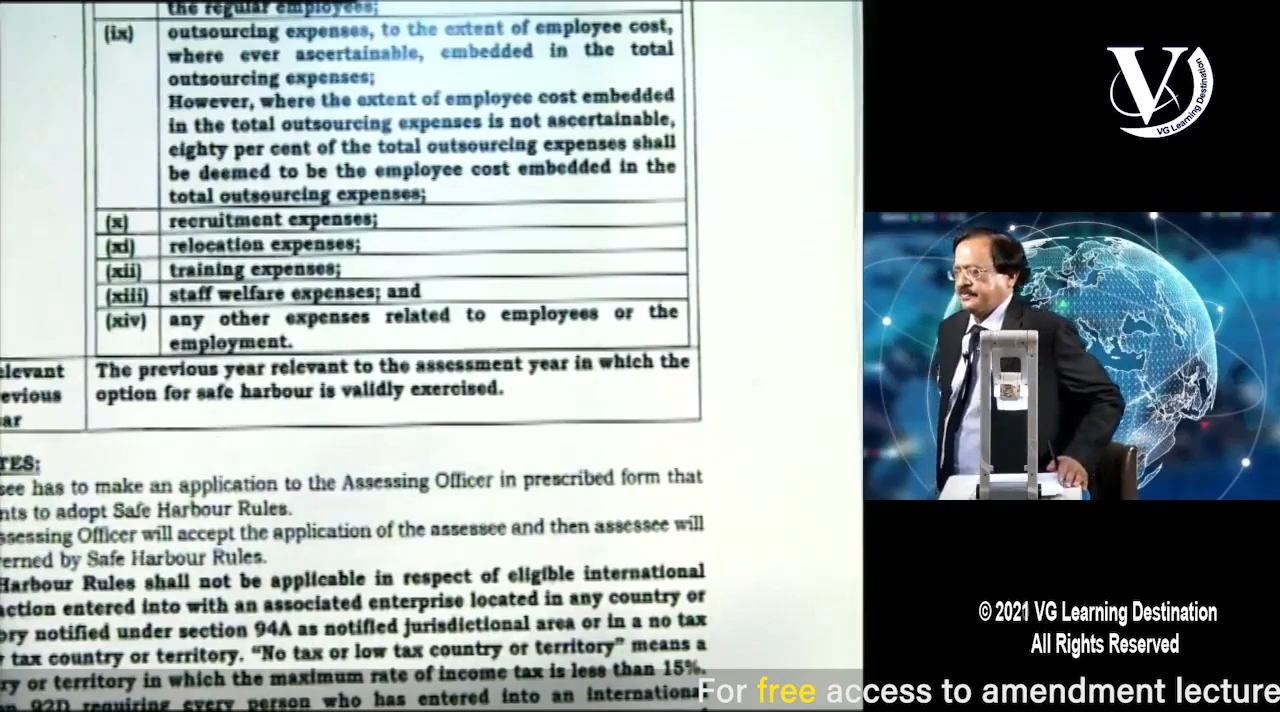 the regular employees;
(ix) outsourcing expenses, to the extent of employee cost,
where ever ascertainable, embedded in the total
outsourcing expenses;
However, where the extent of employee cost embedded
in the total outsourcing expenses is not ascertainable,
eighty per cent of the total outsourcing expenses shall
be deemed to be the employee cost embedded in the
total outsourcing expenses;
(x) recruitment expenses;
(xi) relocation expenses;
(xii) training expenses;
(xiii) staff welfare expenses; and
(xiv) any other expenses related to employees or the
employment.
elevant
evious
ar
The previous year relevant to the assessment year in which the
option for safe harbour is validly exercised.
TES:
see has to make an application to the Assessing Officer in prescribed form that
nts to adopt Safe Harbour Rules.
ssessing Officer will accept the application of the assessee and then assessee will
erned by Safe Harbour Rules.
Harbour Rules shall not be applicable in respect of eligible international
action entered into with an associated enterprise located in any country or
ory notified under section 94A as notified jurisdictional area or in a no tax
tax country or territory. “No tax or low tax country or territory” means a
ry or territory in which the maximum rate of income tax is less than 15%.
92D requiring every person who has entered into an international
V
VG Learning Destination
© 2021 VG Learning Destination
All Rights Reserved
For free access to amendment lecture